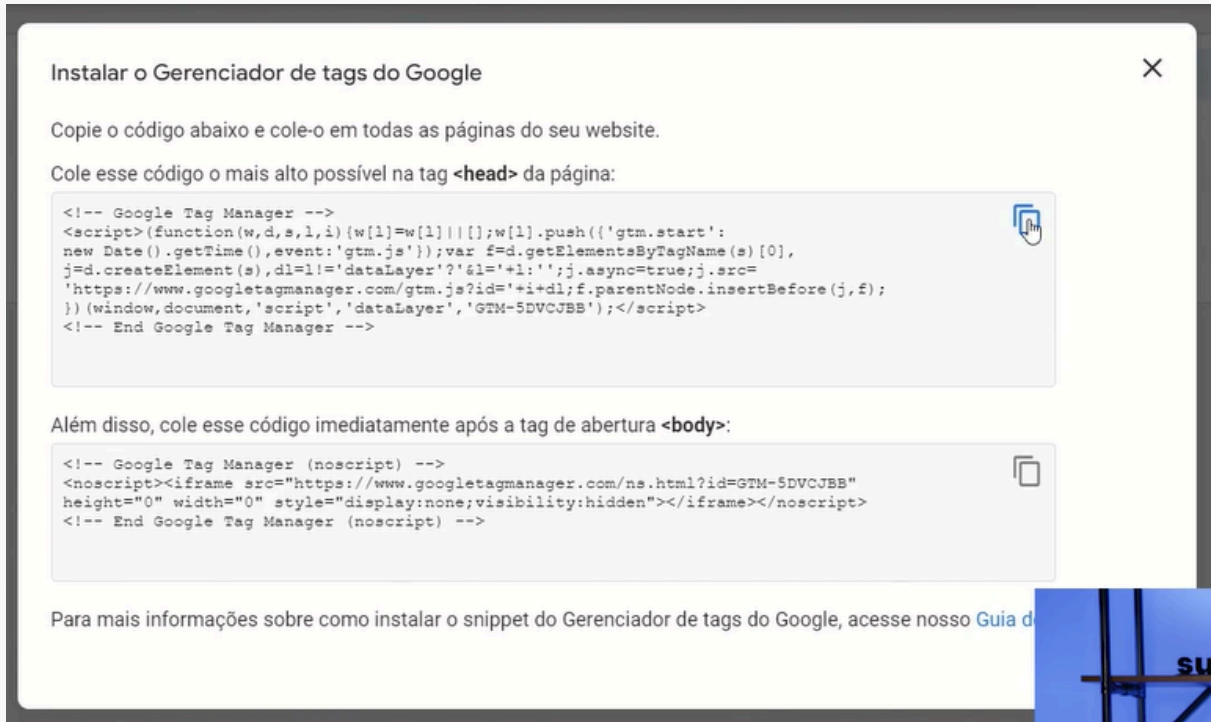 Instalar o Gerenciador de tags do Google
Copie o código abaixo e cole-o em todas as páginas do seu website.
Cole esse código o mais alto possível na tag <head> da página:
<!-- Google Tag Manager -->
<script>(function(w,d,s,l,i){w[l]=w[l]||[];w[l].push({'gtm.start':
new Date().getTime(),event:'gtm.js'});var f=d.getElementsByTagName(s)[0],
j=d.createElement(s),dl=l!='dataLayer'?'&l='+l:'';j.async=true;j.src=
'https://www.googletagmanager.com/gtm.js?id='+i+dl;f.parentNode.insertBefore(j,f);
})(window,document,'script','dataLayer','GTM-5DVCJBB');</script>
<!-- End Google Tag Manager -->
Além disso, cole esse código imediatamente após a tag de abertura <body>:
<!-- Google Tag Manager (noscript) -->
<noscript><iframe src="https://www.googletagmanager.com/ns.html?id=GTM-5DVCJBB"
height="0" width="0" style="display:none;visibility:hidden"></iframe></noscript>
<!-- End Google Tag Manager (noscript) -->
Para mais informações sobre como instalar o snippet do Gerenciador de tags do Google, acesse nosso Guia
su